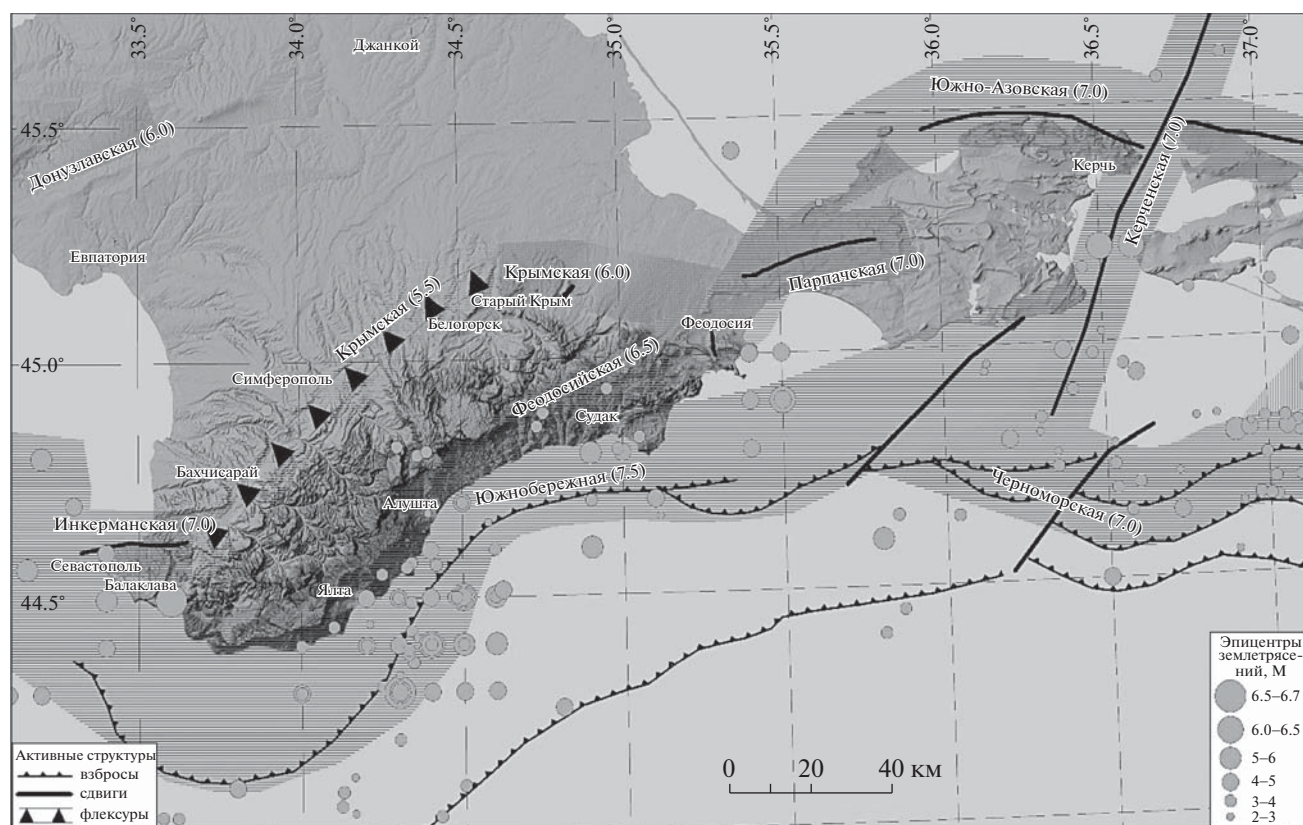 33.5°
34.0°
34.5°
35.0°
35.5°
36.0°
36.5°
37.0°
Джанкой
Южно-Азовская (7.0)
45.5°
Донузлавская (6.0)
Керчь
Керченская (7.0)
Евпатория
Крымская (6.0)
Парпачская (7.0)
Старый Крым
Крымская (5.5)
Белогорск
Феодосия
45.0°
Симферополь
Феодосийская (6.5)
Судак
Бахчисарай
Южнобережная (7.5)
Алушта
Черноморская (7.0)
Инкерманская (7.0)
Севастополь
Балаклава
Ялта
44.5°
Эпицентры
землетрясе-
ний, М
6.5–6.7
6.0–6.5
5–6
4–5
3–4
2–3
Активные структуры
взбросы
сдвиги
флексуры
0 20 40 км